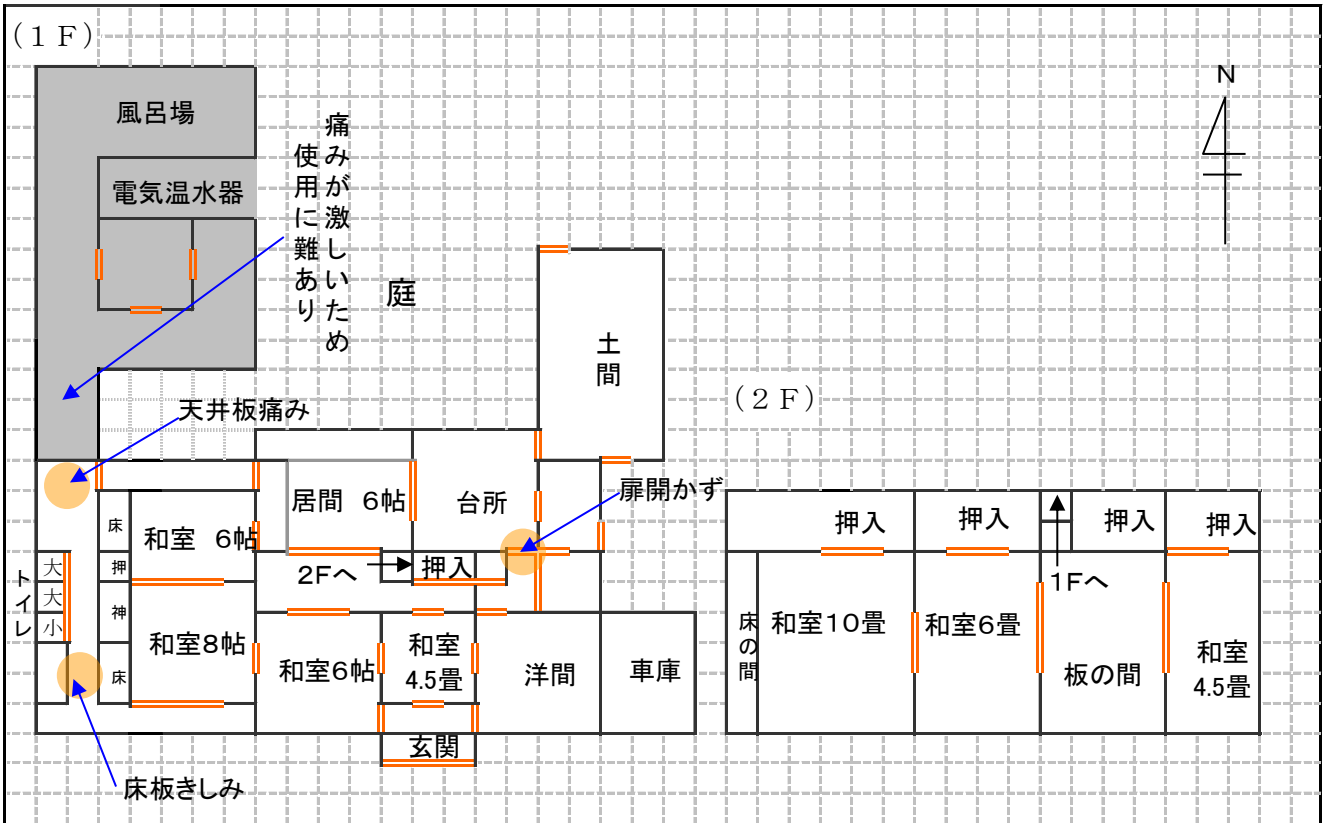 (1F)
風呂場
電気温水器
痛みが激しいため
使用に難あり
庭
土間
天井板痛み
居間 6帖
台所
扉開かず
床
和室 6帖
押
2Fへ
押入
大
大
小
トイレ
神
和室8帖
床
和室6帖
和室
4.5畳
洋間
車庫
玄関
床板きしみ
N
(2F)
押入
押入
押入
押入
1Fへ
床の間
和室10畳
和室6畳
板の間
和室
4.5畳